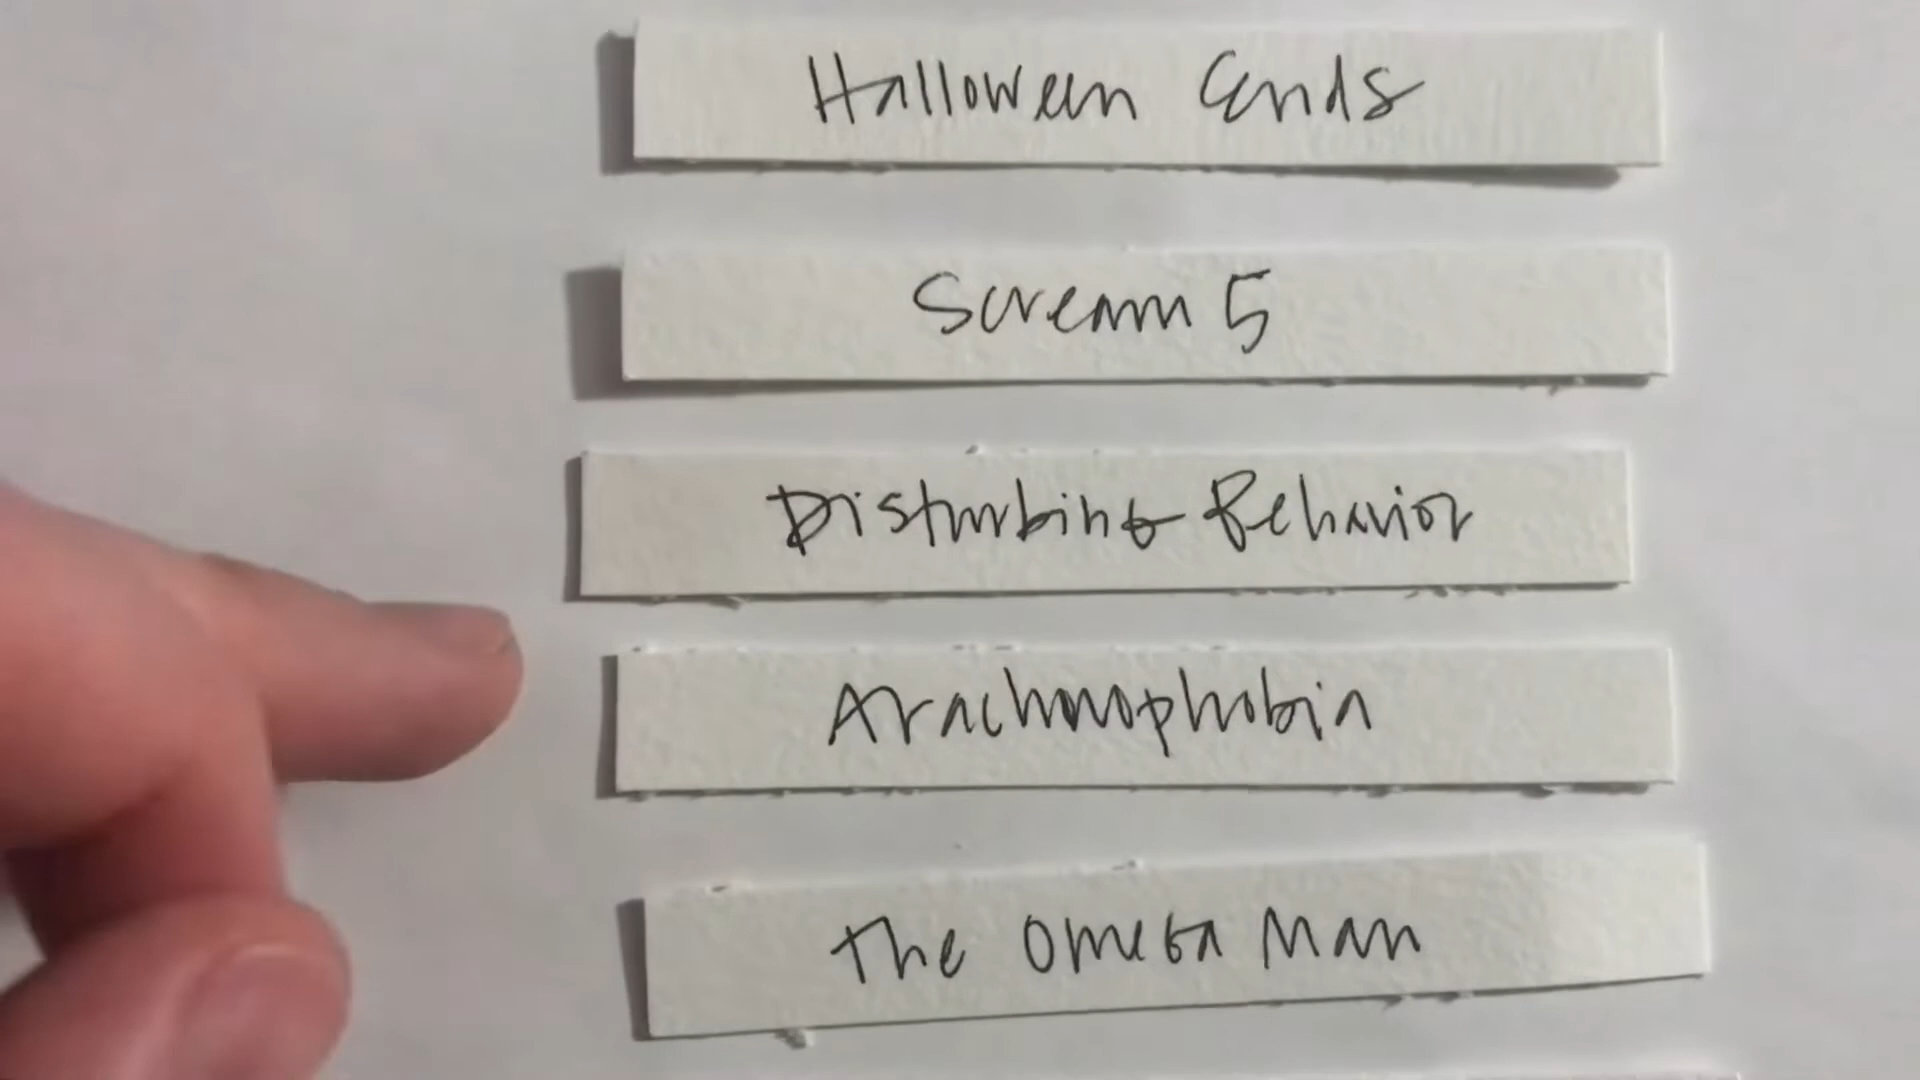 Halloween Ends
Scream 5
Disturbing Behavior
Arachnophobia
The Omega Man